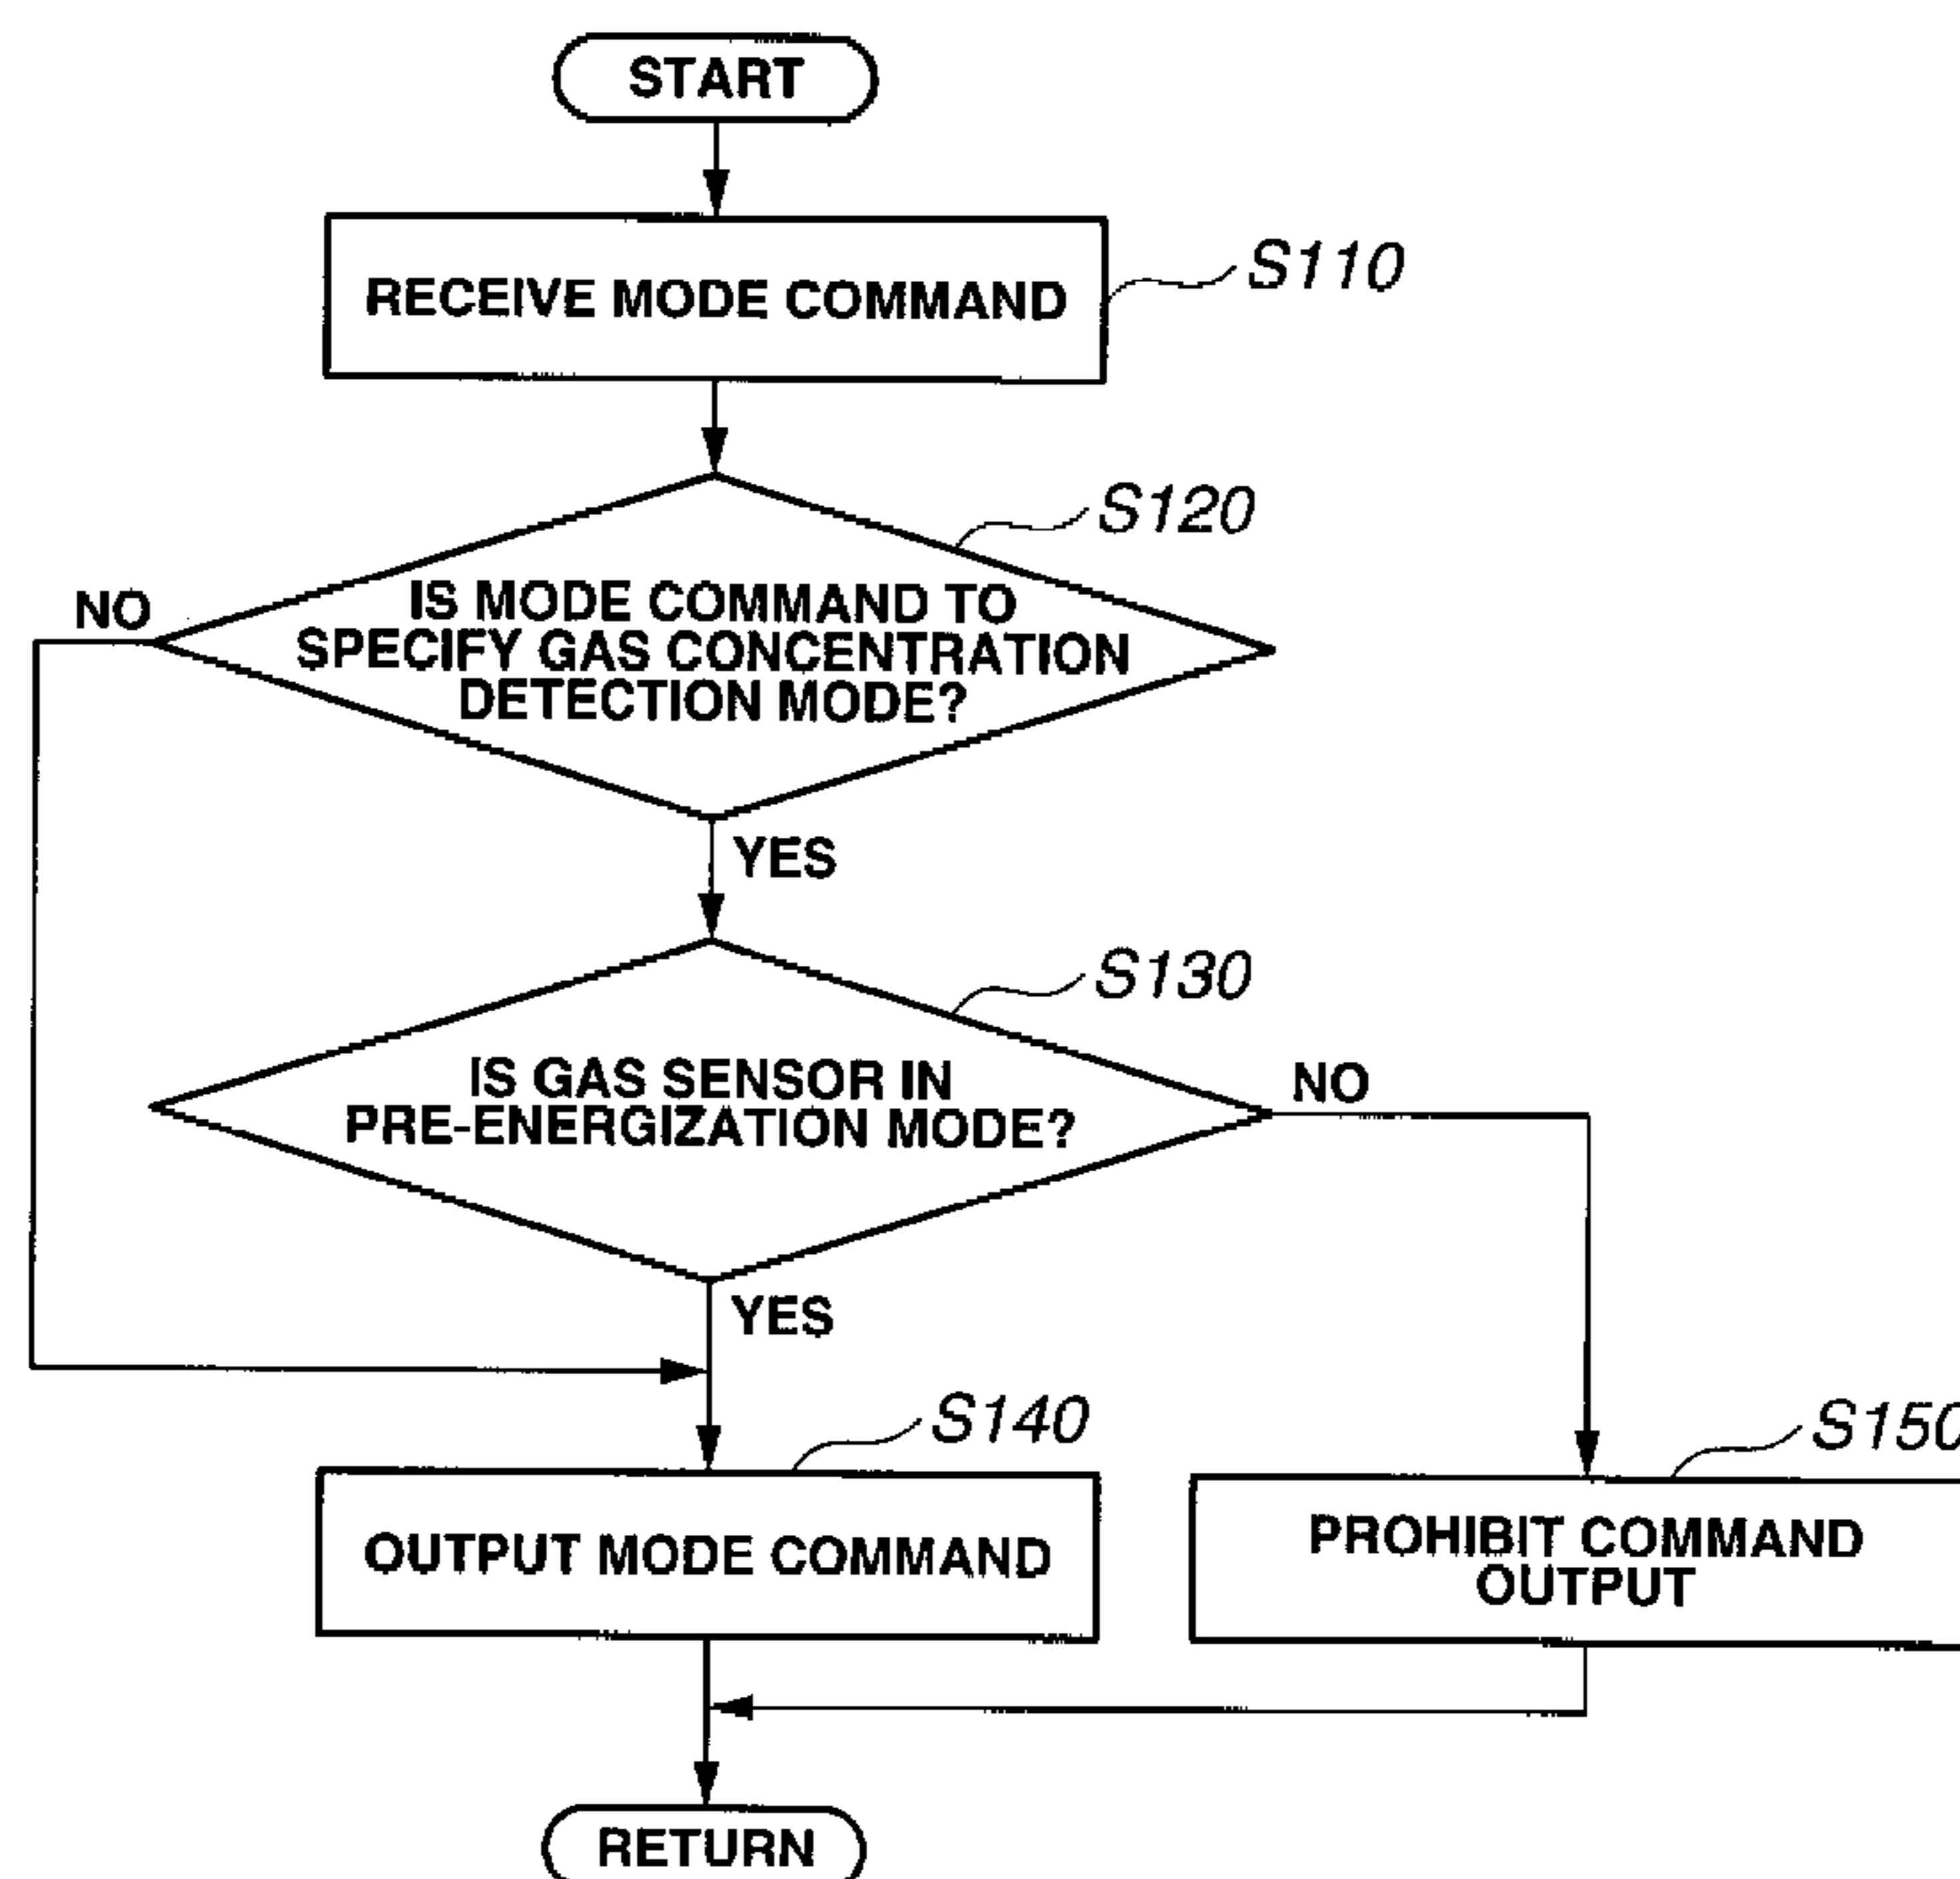 START
RECEIVE MODE COMMAND
S110
S120
IS MODE COMMAND TO
SPECIFY GAS CONCENTRATION
DETECTION MODE?
NO
YES
S130
IS GAS SENSOR IN
PRE-ENERGIZATION MODE?
NO
YES
S140
S150
OUTPUT MODE COMMAND
PROHIBIT COMMAND
OUTPUT
RETURN